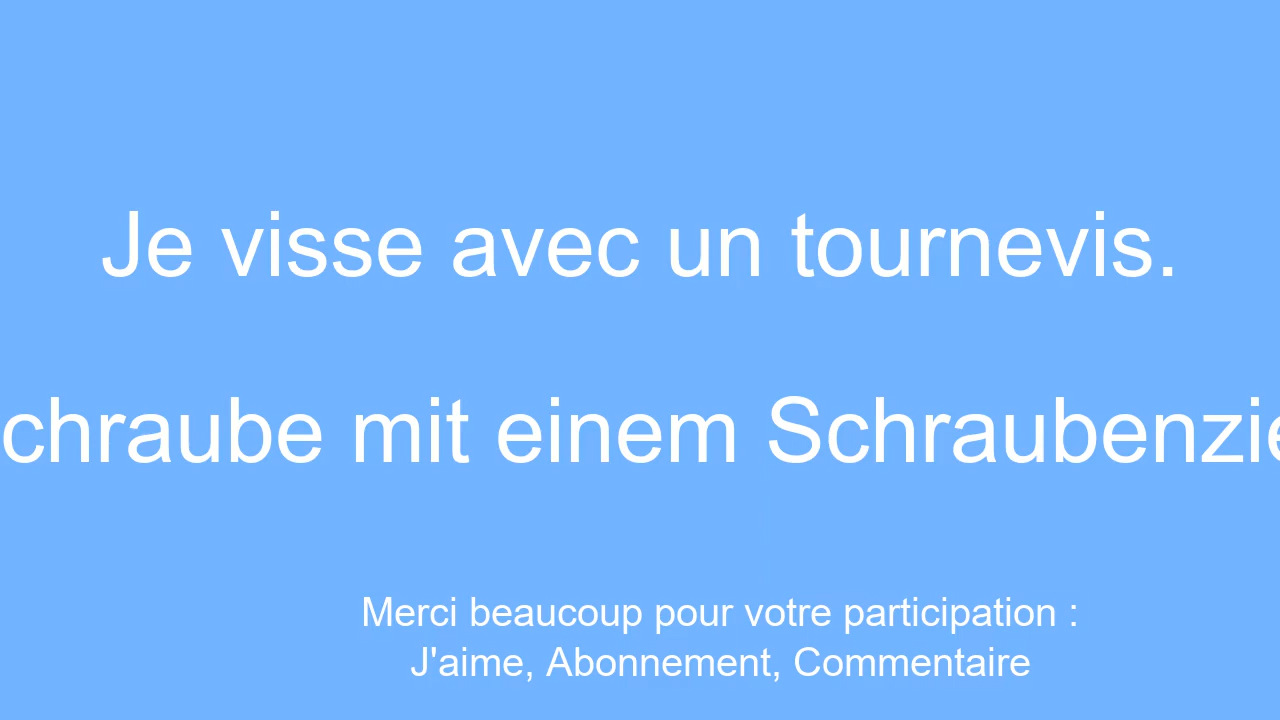 Je visse avec un tournevis.
chraube mit einem Schraubenzie
Merci beaucoup pour votre participation :
J'aime, Abonnement, Commentaire